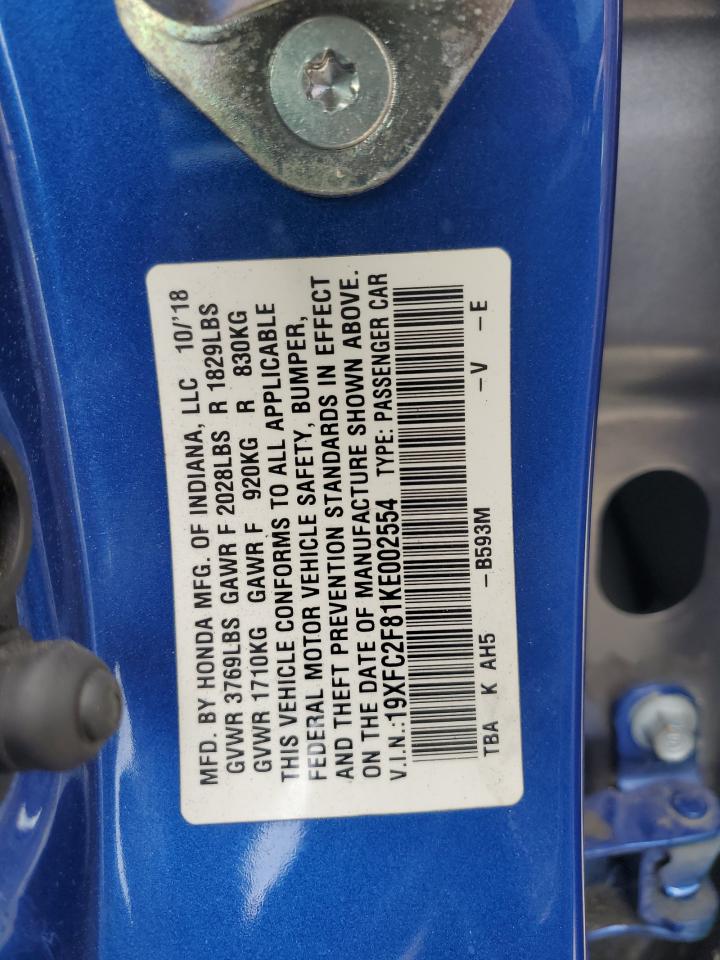 MFD. BY HONDA MFG. OF INDIANA, LLC 10/'18
GVWR 3769LBS GAWR F 2028LBS R 1829LBS
GVWR 1710KG GAWR F 920KG R 830KG
THIS VEHICLE CONFORMS TO ALL APPLICABLE
FEDERAL MOTOR VEHICLE SAFETY, BUMPER,
AND THEFT PREVENTION STANDARDS IN EFFECT
ON THE DATE OF MANUFACTURE SHOWN ABOVE.
V.I.N.:19XFC2F81KE002554 TYPE: PASSENGER CAR
TBA K AH5 -B593M -V -E